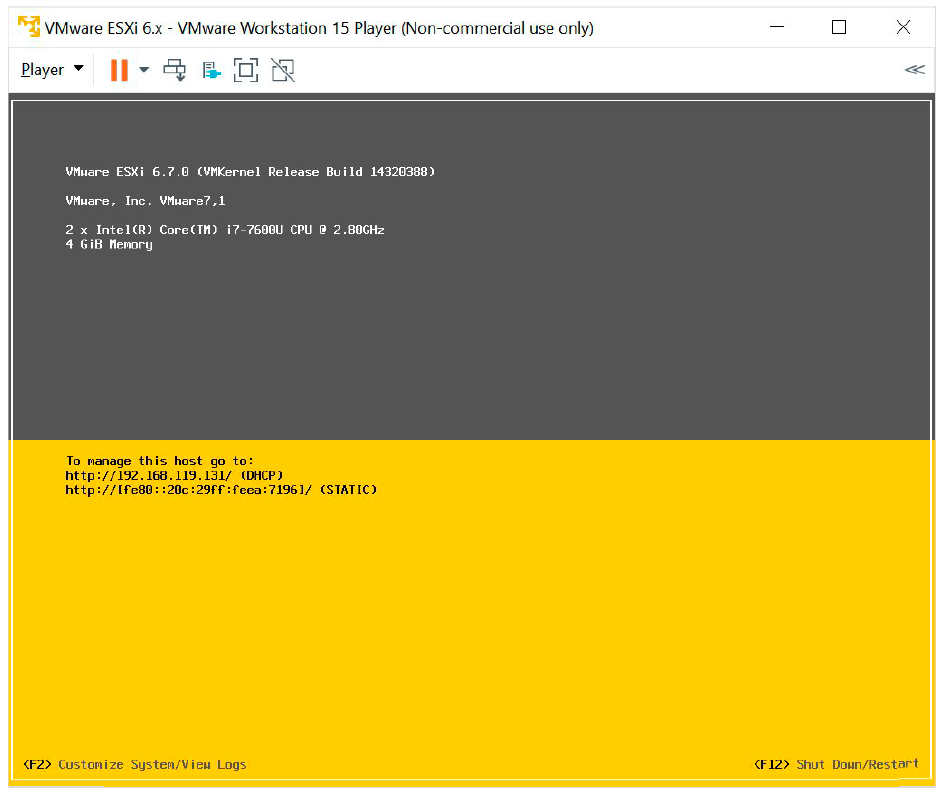 VMware ESXi 6.x - VMware Workstation 15 Player (Non-commercial use only)
Player
VMware ESXi 6.7.0 (VMKernel Release Build 14320388)
VMware, Inc. VMware7,1
2 x Intel(R) Core(TM) i7-7600U CPU @ 2.80GHz
4 GiB Memory
To manage this host go to:
http://192.168.119.131/ (DHCP)
http://[fe80::20c:29ff:feea:7196]/ (STATIC)
<F2> Customize System/View Logs
<F12> Shut Down/Restart